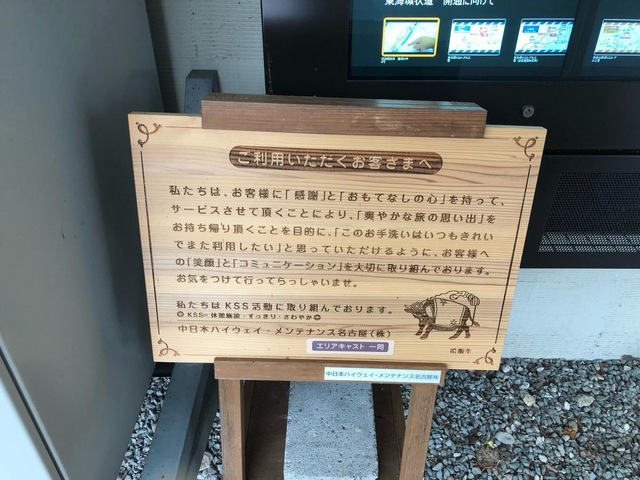 東海環状道 開通に向けて
ご利用いただくお客さまへ
私たちは、お客様に「感謝」と「おもてなしの心」を持って、
サービスさせて頂くことにより、「爽やかな旅の思い出」を
お持ち帰り頂くことを目的に、「このお手洗いはいつもきれい
でまた利用したい」と思っていただけるように、お客様へ
の「笑顔」と「コミュニケーション」を大切に取り組んでおります。
お気をつけて行ってらっしゃいませ。
私たちはKSS活動に取り組んでおります。
KSS=休憩施設・すっきり・さわやか
中日本ハイウェイ・メンテナンス名古屋(株)
エリアキャスト 一同
松阪牛
中日本ハイウェイ・メンテナンス名古屋㈱